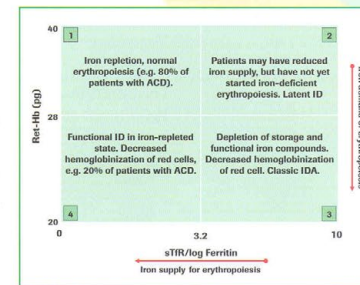 40
1
2
Iron repletion, normal
erythropoiesis (e.g. 80% of
patients with ACD).
Patients may have reduced
iron supply, but have not yet
started iron-deficient
erythropoiesis. Latent ID
Ret-Hb (pg)
28
Functional ID in iron-repleted
state. Decreased
hemoglobinization of red cells,
e.g. 20% of patients with ACD.
Depletion of storage and
functional iron compounds.
Decreased hemoglobinization
of red cell. Classic IDA.
20
4
3
0
3.2
10
sTfR/log Ferritin
Iron supply for erythropoiesis